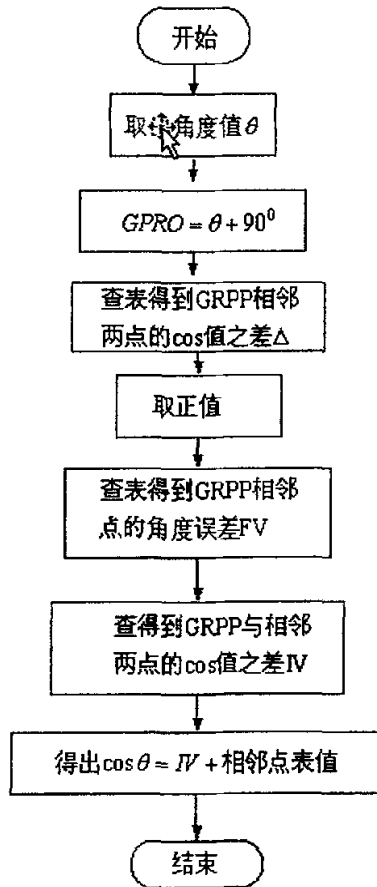 开始
取角度值θ
GPRO = θ + 90⁰
查表得到GRPP相邻
两点的cos值之差Δ
取正值
查表得到GRPP相邻
点的角度误差FV
查得到GRPP与相邻
两点的cos值之差IV
得出cosθ = IV + 相邻点表值
结束